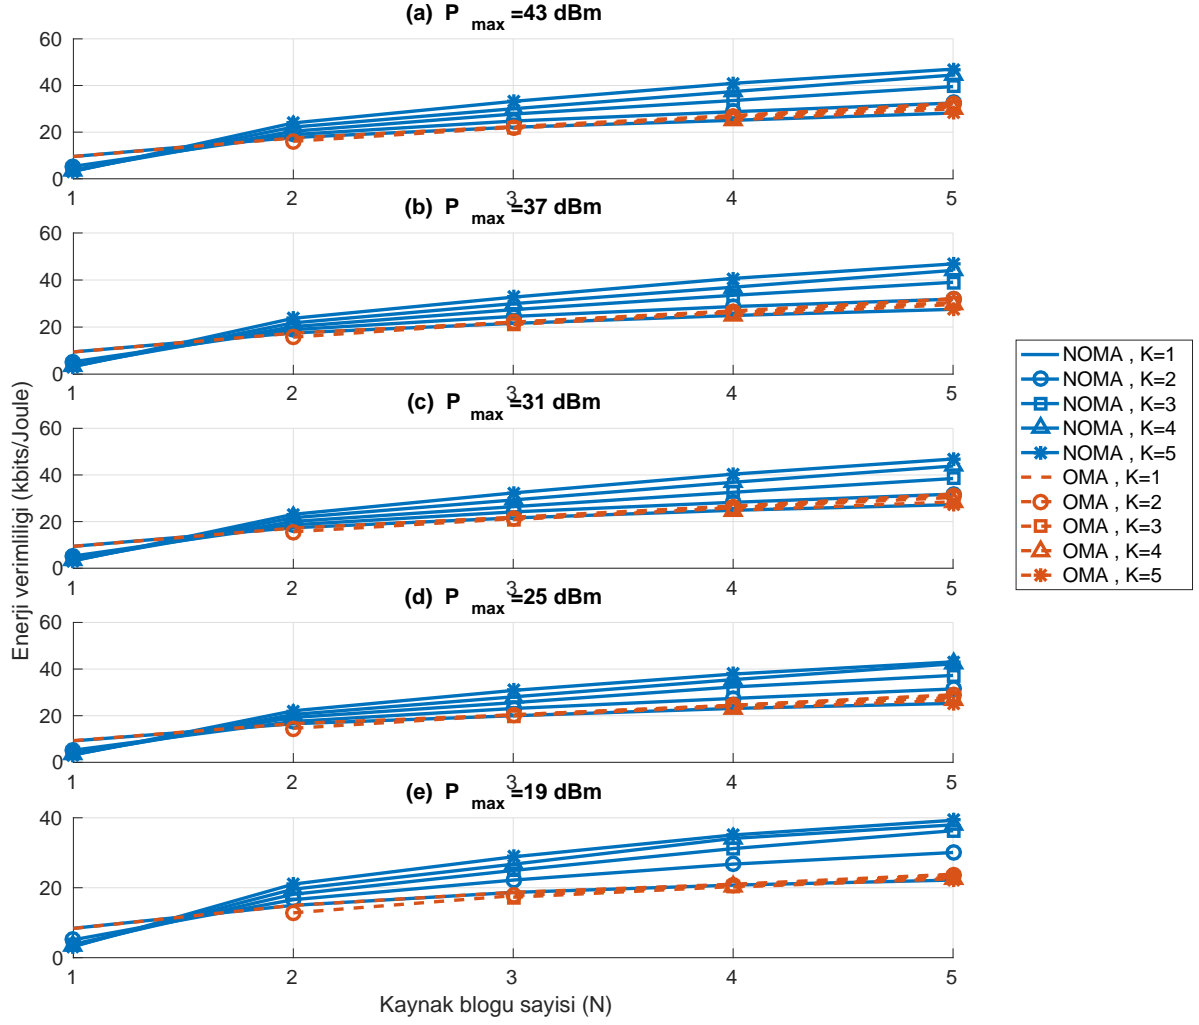 (a) P max =43 dBm
60
40
20
0
1 2 3 4 5
(b) P max =37 dBm
60
40
20
0
1 2 3 4 5
(c) P max =31 dBm
60
40
20
0
1 2 3 4 5
(d) P max =25 dBm
60
40
20
0
1 2 3 4 5
(e) P max =19 dBm
40
20
0
1 2 3 4 5
Kaynak blogu sayisi (N)
Enerji verimliligi (kbits/Joule)
NOMA , K=1
NOMA , K=2
NOMA , K=3
NOMA , K=4
NOMA , K=5
OMA , K=1
OMA , K=2
OMA , K=3
OMA , K=4
OMA , K=5